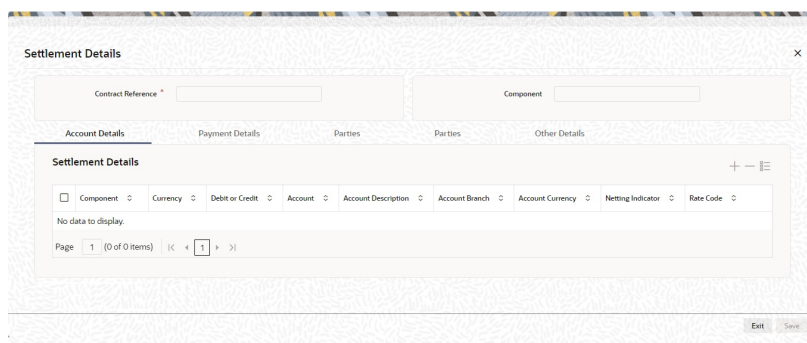 Settlement Details
Contract Reference *
Component
Account Details Payment Details Parties Parties Other Details
Settlement Details
Component Currency Debit or Credit Account Account Description Account Branch Account Currency Netting Indicator Rate Code
No data to display.
Page 1 (0 of 0 items) 1
Exit Save